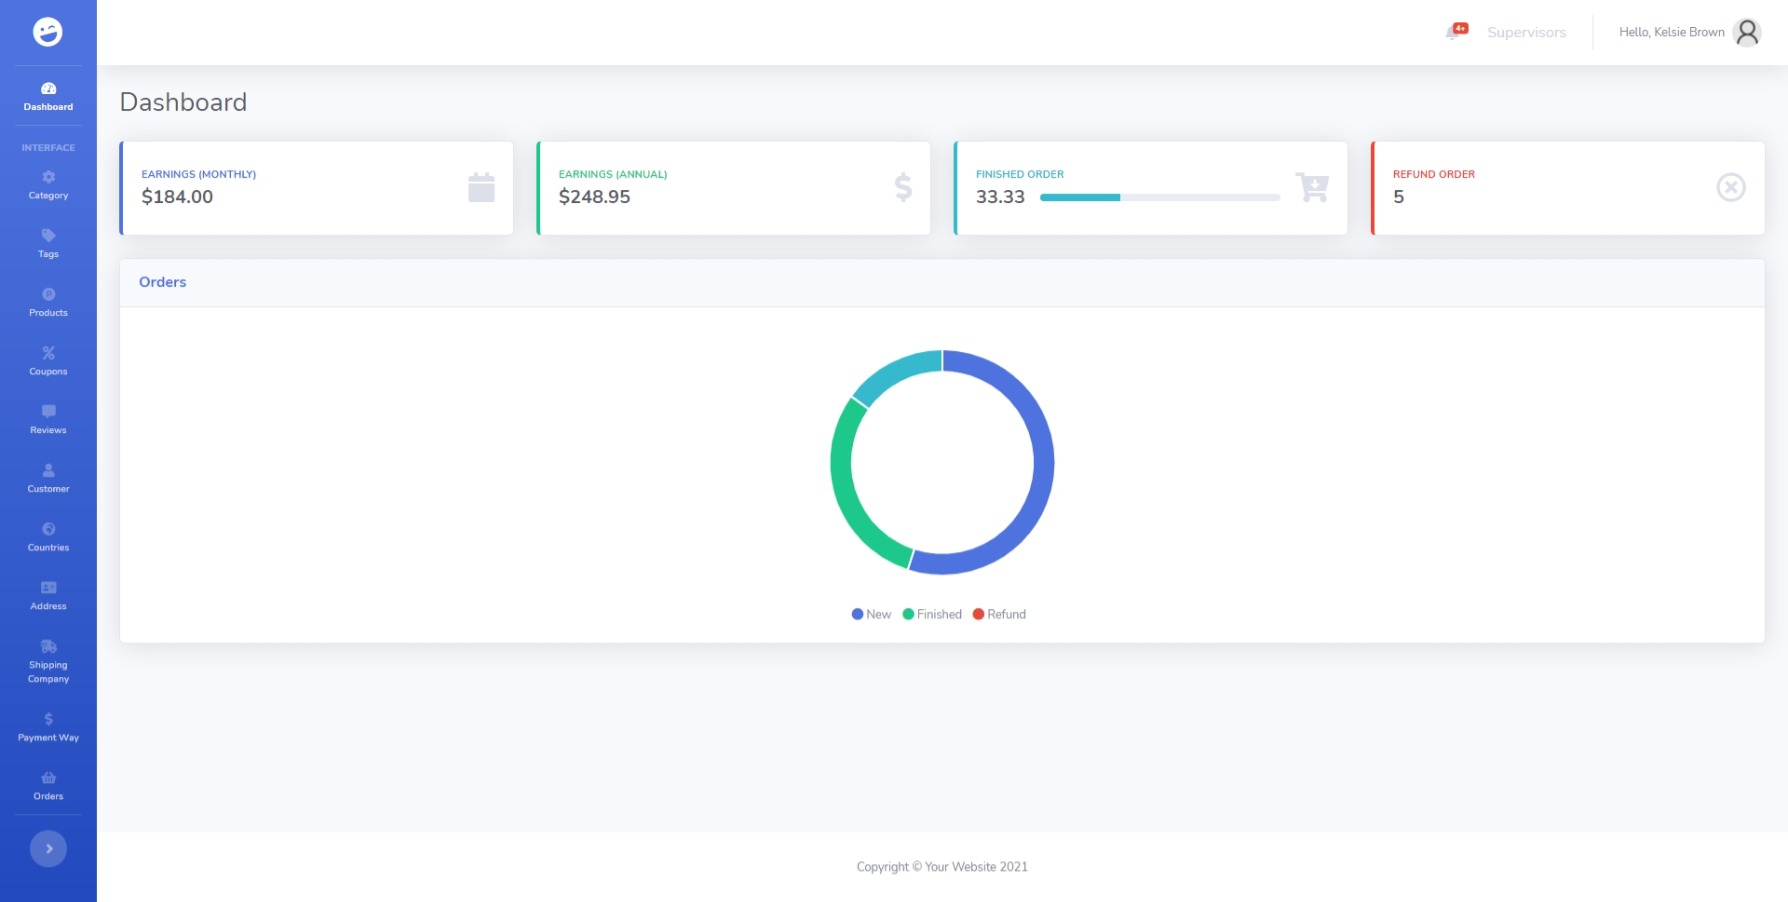 4+
Supervisors
Hello, Kelsie Brown
Dashboard
INTERFACE
Category
Tags
Products
Coupons
Reviews
Customer
Countries
Address
Shipping
Company
Payment Way
Orders
Dashboard
EARNINGS (MONTHLY)
$184.00
EARNINGS (ANNUAL)
$248.95
FINISHED ORDER
33.33
REFUND ORDER
5
Orders
New Finished Refund
Copyright © Your Website 2021